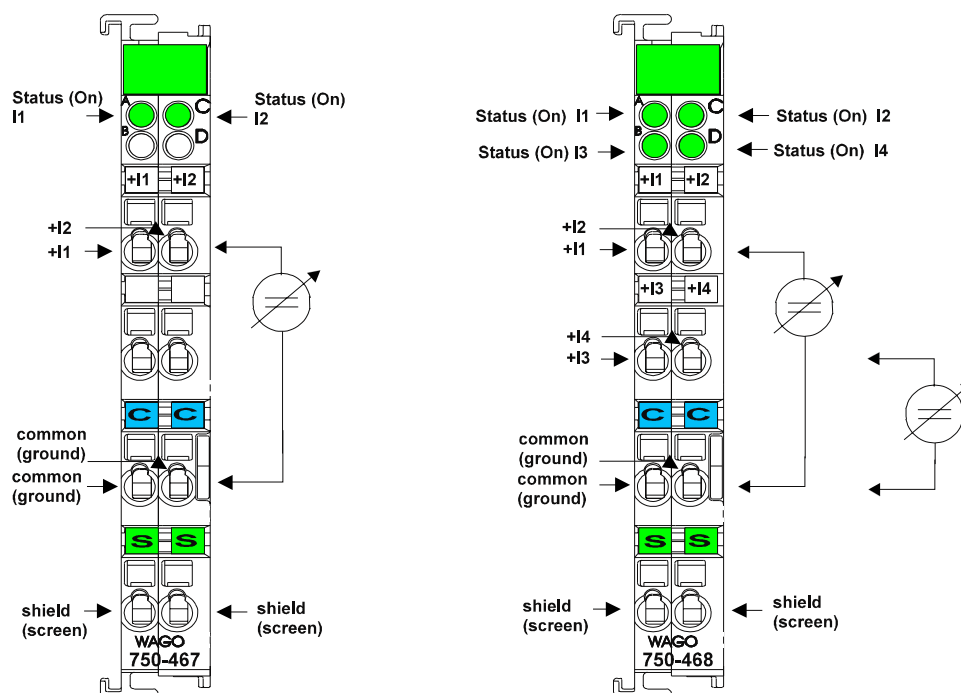 A
C
B
D
Status (On)
I1
Status (On)
I2
+I1 +I2
+I2
+I1
C C
common
(ground)
common
(ground)
S S
shield
(screen)
shield
(screen)
WAGO
750-467
A
C
B
D
Status (On) I1
Status (On) I2
Status (On) I3
Status (On) I4
+I1 +I2
+I2
+I1
+I3 +I4
+I4
+I3
C C
common
(ground)
common
(ground)
S S
shield
(screen)
shield
(screen)
WAGO
750-468